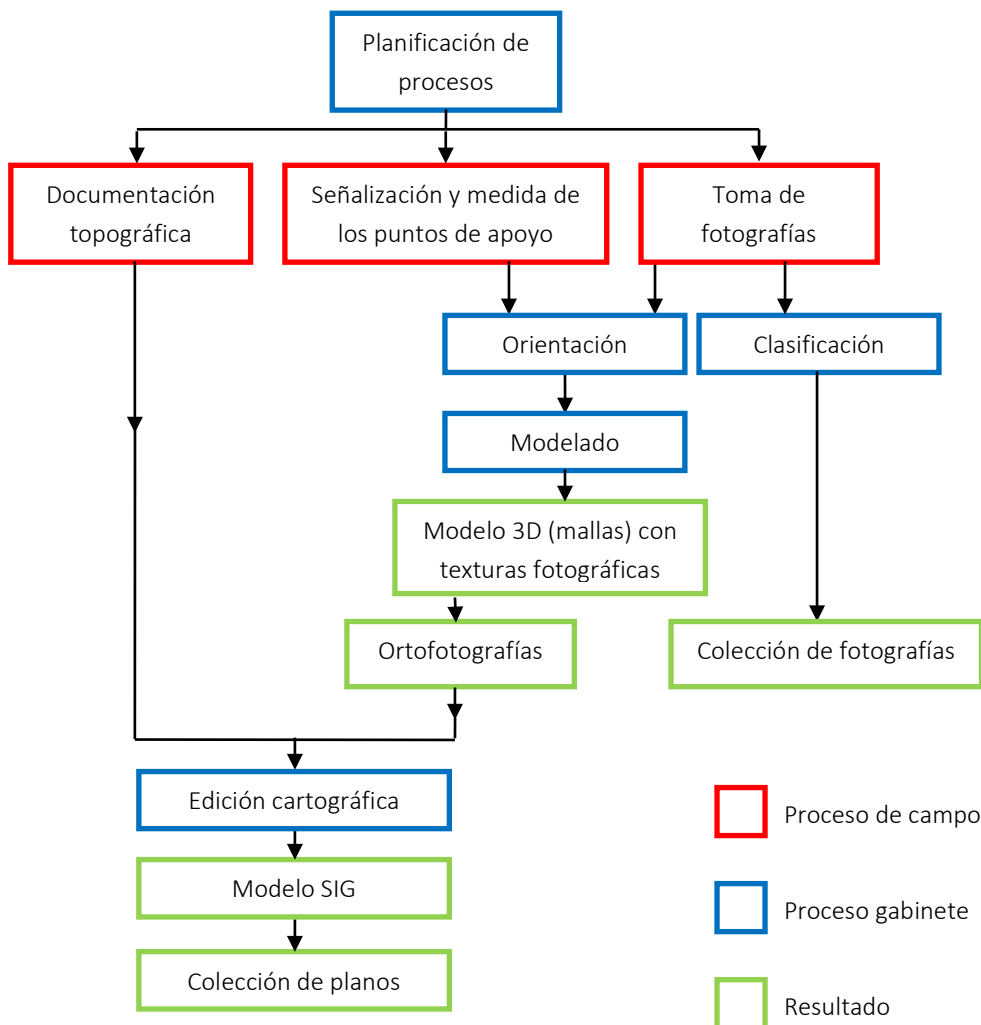 Planificación de
procesos
Documentación
topográfica
Señalización y medida de
los puntos de apoyo
Toma de
fotografías
Orientación
Clasificación
Modelado
Modelo 3D (mallas) con
texturas fotográficas
Ortofotografías
Colección de fotografías
Edición cartográfica
Proceso de campo
Modelo SIG
Proceso gabinete
Colección de planos
Resultado